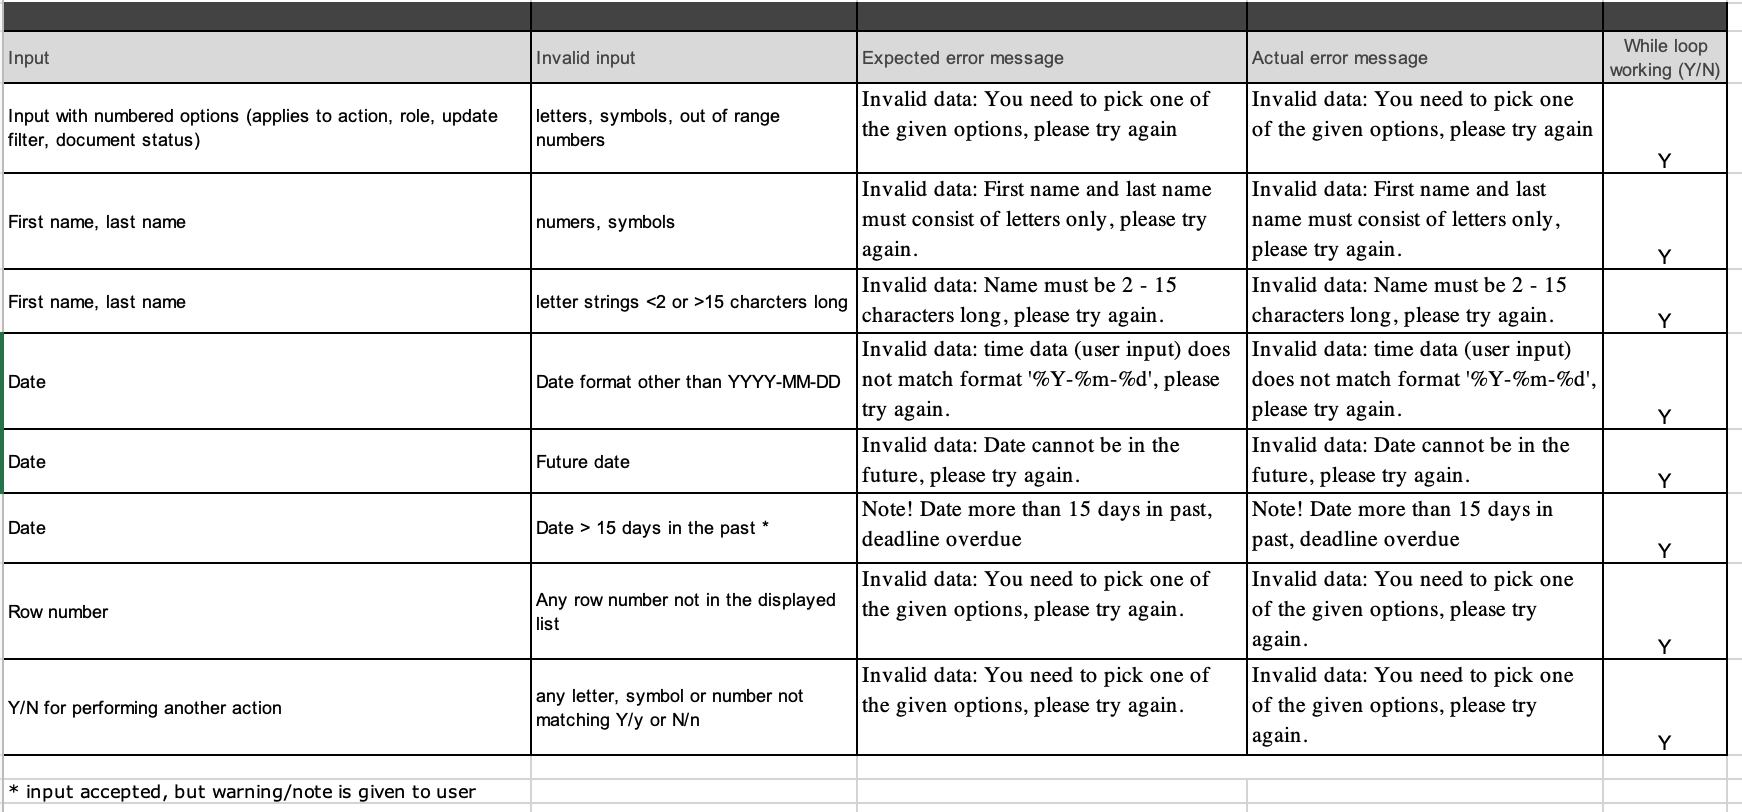 Input
Invalid input
Expected error message
Actual error message
While loop
working (Y/N)
Input with numbered options (applies to action, role, update
filter, document status)
letters, symbols, out of range
numbers
Invalid data: You need to pick one of
the given options, please try again
Invalid data: You need to pick one
of the given options, please try again
Y
First name, last name
numers, symbols
Invalid data: First name and last name
must consist of letters only, please try
again.
Invalid data: First name and last
name must consist of letters only,
please try again.
Y
First name, last name
letter strings <2 or >15 charcters long
Invalid data: Name must be 2 - 15
characters long, please try again.
Invalid data: Name must be 2 - 15
characters long, please try again.
Y
Date
Date format other than YYYY-MM-DD
Invalid data: time data (user input) does
not match format '%Y-%m-%d', please
try again.
Invalid data: time data (user input)
does not match format '%Y-%m-%d',
please try again.
Y
Date
Future date
Invalid data: Date cannot be in the
future, please try again.
Invalid data: Date cannot be in the
future, please try again.
Y
Date
Date > 15 days in the past *
Note! Date more than 15 days in past,
deadline overdue
Note! Date more than 15 days in
past, deadline overdue
Y
Row number
Any row number not in the displayed
list
Invalid data: You need to pick one of
the given options, please try again.
Invalid data: You need to pick one
of the given options, please try
again.
Y
Y/N for performing another action
any letter, symbol or number not
matching Y/y or N/n
Invalid data: You need to pick one of
the given options, please try again.
Invalid data: You need to pick one
of the given options, please try
again.
Y
* input accepted, but warning/note is given to user